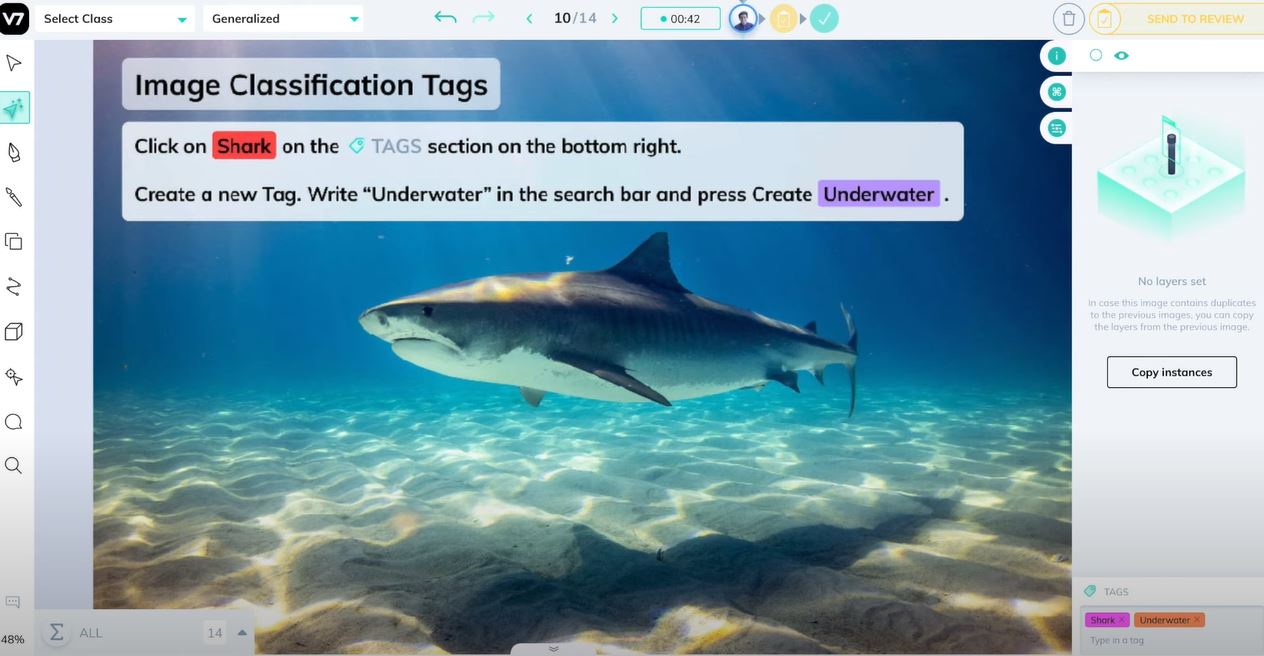 V7
Select Class
Generalized
10/14
00:42
SEND TO REVIEW
Image Classification Tags
Click on Shark on the TAGS section on the bottom right.
Create a new Tag. Write “Underwater” in the search bar and press Create Underwater .
No layers set
In case this image contains duplicates
to the previous images, you can copy
the layers from the previous image.
Copy instances
TAGS
Shark × Underwater ×
Type in a tag
Σ ALL 14
48%